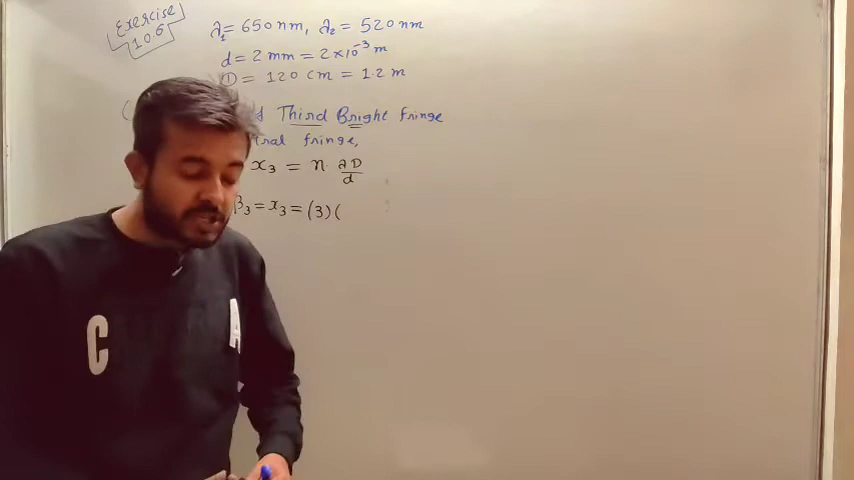 Exercise
10.6
λ₁ = 650 nm, λ₂ = 520 nm
d = 2 mm = 2×10⁻³ m
D = 120 cm = 1.2 m
Third Bright fringe
fringe,
x₃ = n λD/d
β₃ = x₃ = (3)(
C A